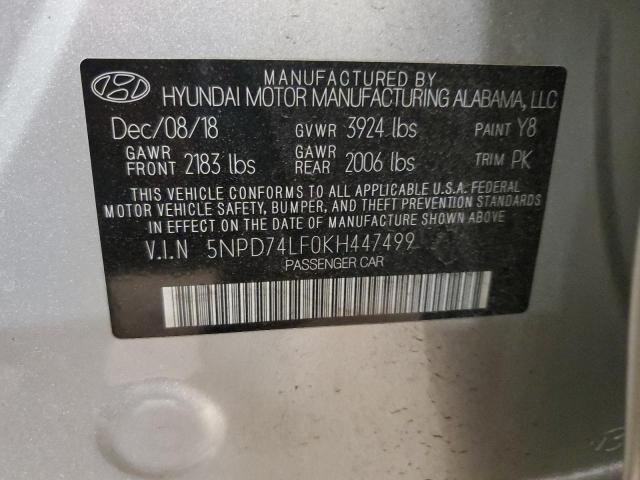 MANUFACTURED BY
HYUNDAI MOTOR MANUFACTURING ALABAMA, LLC
Dec/08/18 GVWR 3924 lbs PAINT Y8
GAWR FRONT 2183 lbs GAWR REAR 2006 lbs TRIM PK
THIS VEHICLE CONFORMS TO ALL APPLICABLE U.S.A. FEDERAL
MOTOR VEHICLE SAFETY, BUMPER, AND THEFT PREVENTION STANDARDS
IN EFFECT ON THE DATE OF MANUFACTURE SHOWN ABOVE.
V.I.N 5NPD74LF0KH447499
PASSENGER CAR